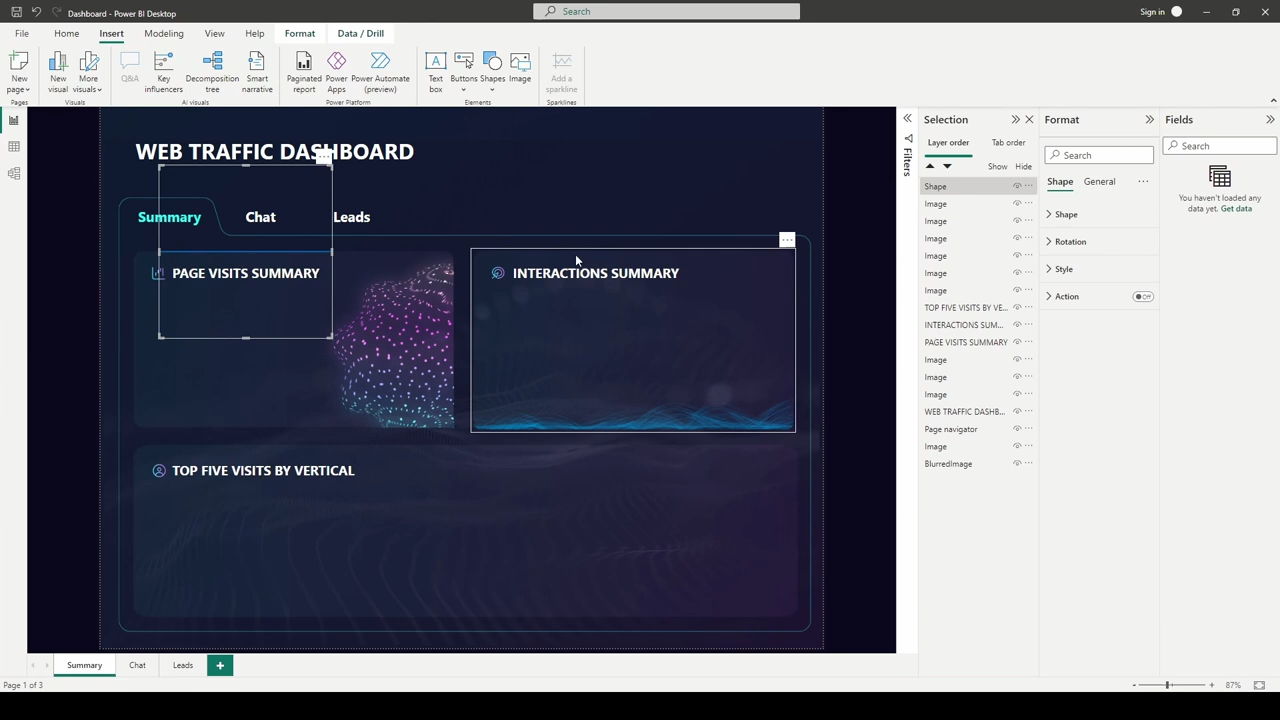 Dashboard - Power BI Desktop
Search
Sign in
File
Home
Insert
Modeling
View
Help
Format
Data / Drill
New page
New visual
More visuals
Q&A
Key influencers
Decomposition tree
Smart narrative
Paginated report
Power Apps
Power Automate (preview)
Text box
Buttons
Shapes
Image
Add a sparkline
Pages
Visuals
AI visuals
Power Platform
Elements
Sparklines
WEB TRAFFIC DASHBOARD
Summary
Chat
Leads
PAGE VISITS SUMMARY
INTERACTIONS SUMMARY
TOP FIVE VISITS BY VERTICAL
Filters
Selection
Layer order
Tab order
Show
Hide
Shape
Image
Image
Image
Image
Image
Image
TOP FIVE VISITS BY VE...
INTERACTIONS SUM...
PAGE VISITS SUMMARY
Image
Image
Image
WEB TRAFFIC DASHB...
Page navigator
Image
BlurredImage
Format
Search
Shape
General
Shape
Rotation
Style
Action
Off
Fields
Search
You haven't loaded any
data yet. Get data
Summary
Chat
Leads
Page 1 of 3
87%